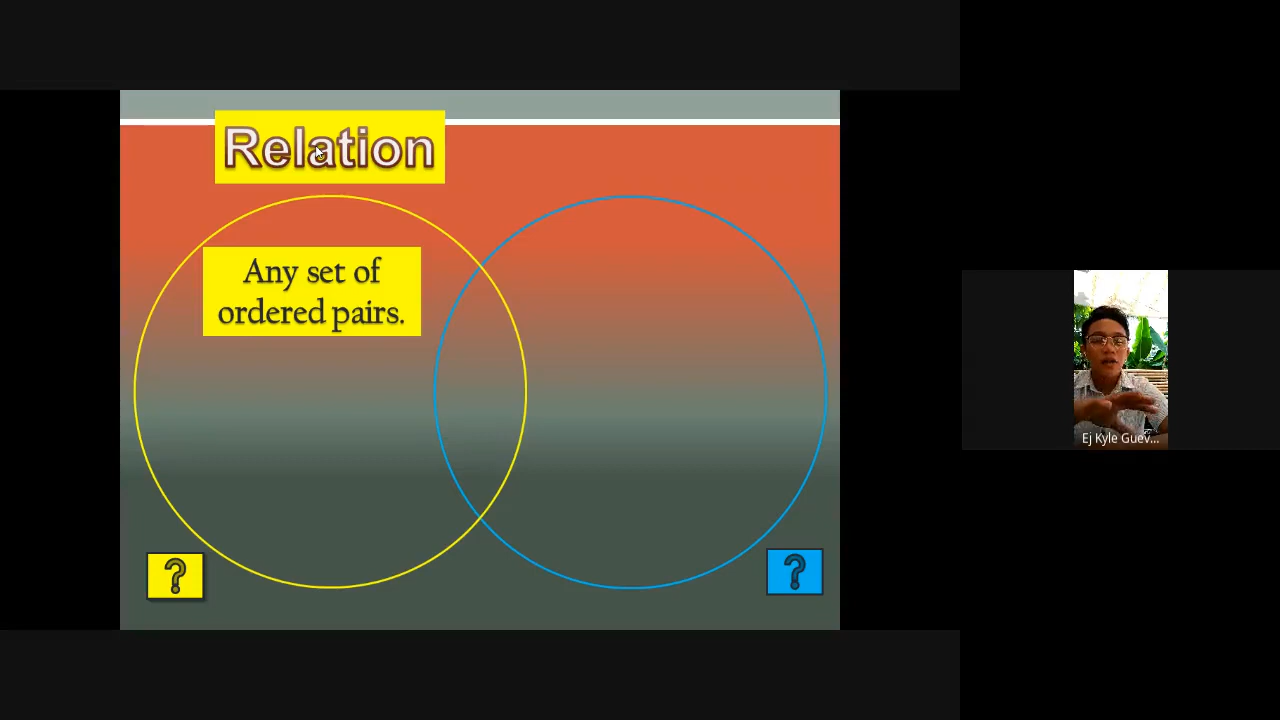 Relation
Any set of
ordered pairs.
?
?
Ej Kyle Guev...